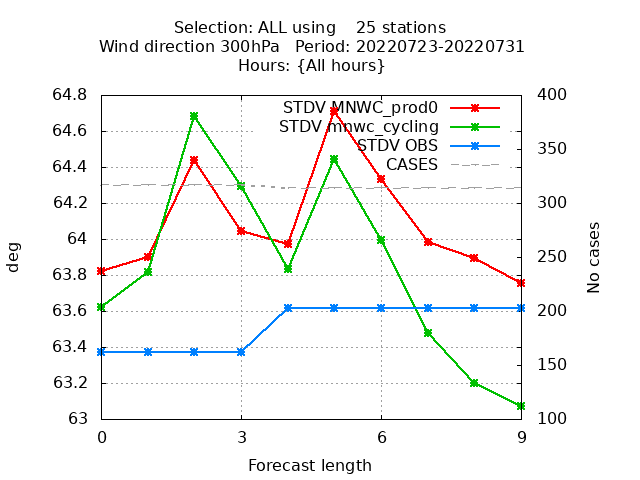 Selection: ALL using    25 stations
Wind direction 300hPa   Period: 20220723-20220731
Hours: {All hours}
STDV MNWC_prod0
STDV mnwc_cycling
STDV OBS
CASES
64.8
64.6
64.4
64.2
64
63.8
63.6
63.4
63.2
63
400
350
300
250
200
150
100
deg
No cases
0
3
6
9
Forecast length